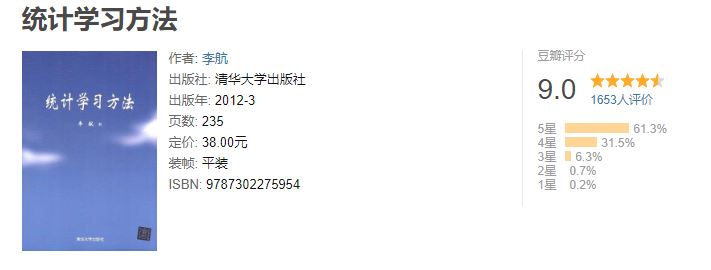 统计学习方法
统计学习方法
李航 著
清华大学出版社
作者: 李航
出版社: 清华大学出版社
出版年: 2012-3
页数: 235
定价: 38.00元
装帧: 平装
ISBN: 9787302275954
豆瓣评分
9.0
1653人评价
5星 61.3%
4星 31.5%
3星 6.3%
2星 0.7%
1星 0.2%